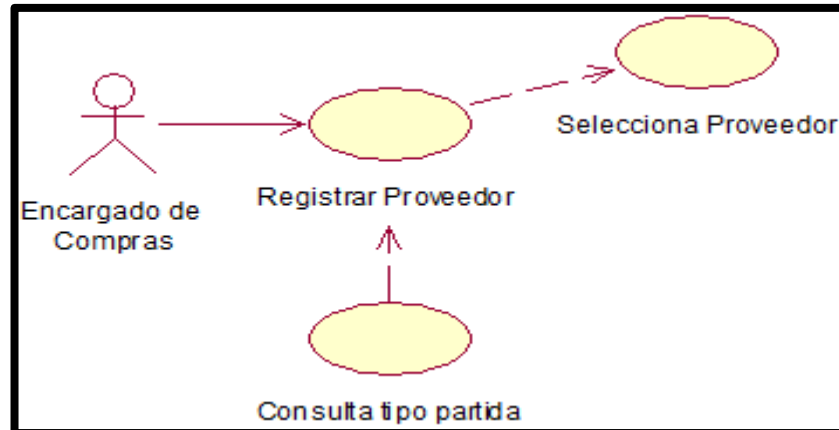 Selecciona Proveedor
Registrar Proveedor
Encargado de
Compras
Consulta tipo partida